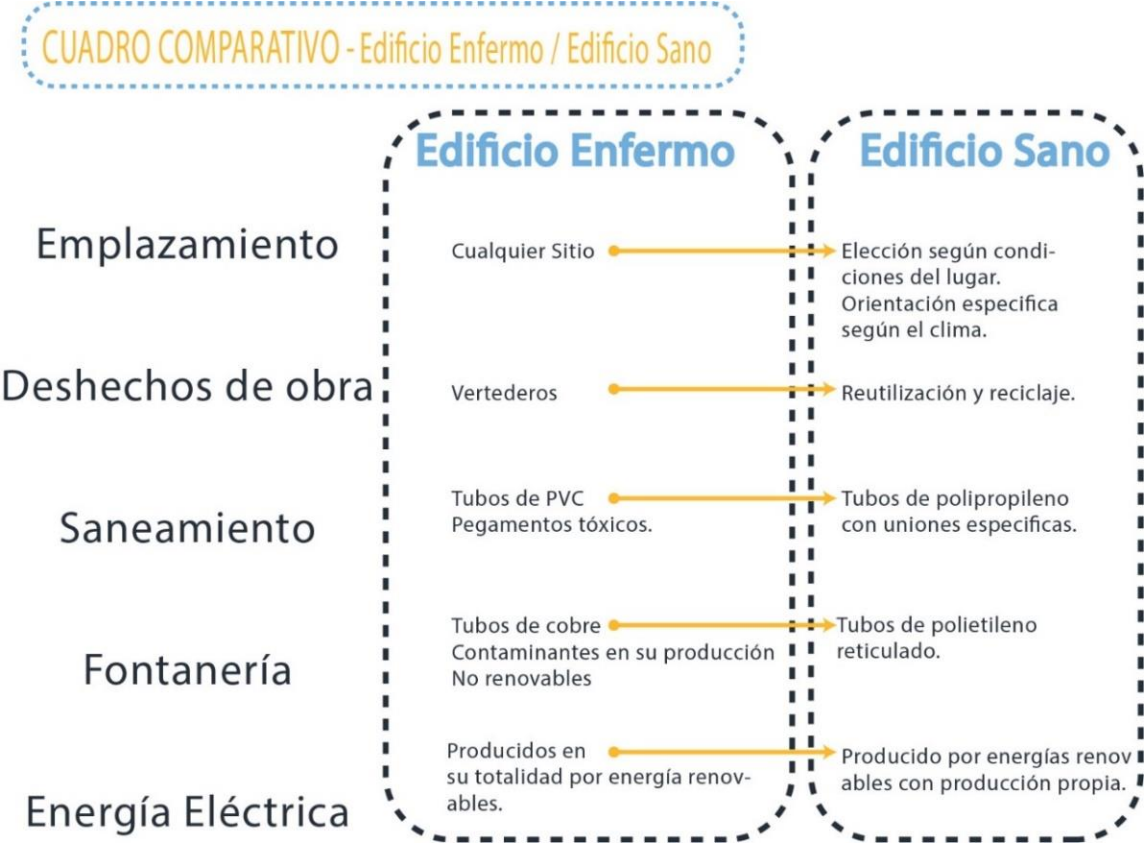 CUADRO COMPARATIVO - Edificio Enfermo / Edificio Sano
Edificio Enfermo
Edificio Sano
Emplazamiento
Cualquier Sitio
Elección según condi-
ciones del lugar.
Orientación especifica
según el clima.
Deshechos de obra
Vertederos
Reutilización y reciclaje.
Saneamiento
Tubos de PVC
Pegamentos tóxicos.
Tubos de polipropileno
con uniones especificas.
Fontanería
Tubos de cobre
Contaminantes en su producción
No renovables
Tubos de polietileno
reticulado.
Energía Eléctrica
Producidos en
su totalidad por energía renov-
ables.
Producido por energías renov
ables con producción propia.